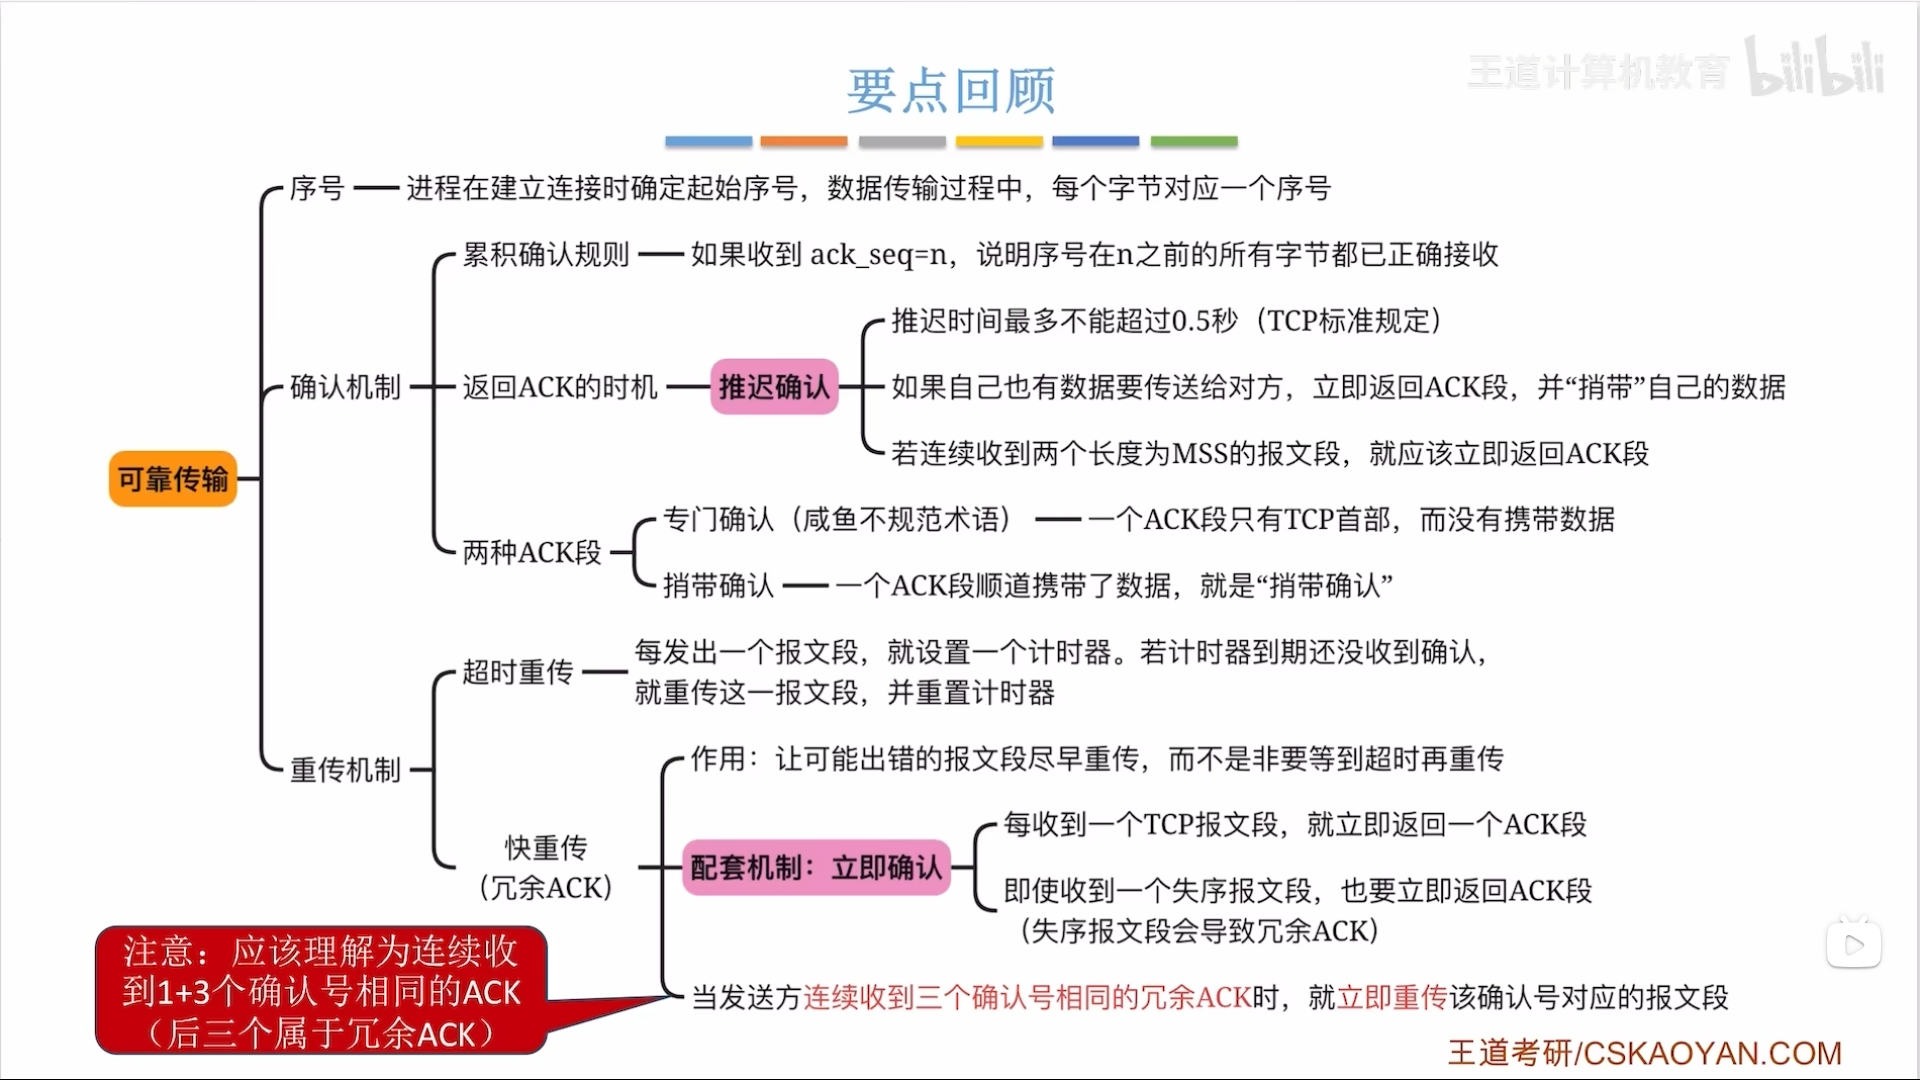 王道计算机教育 bilibili
要点回顾
序号
进程在建立连接时确定起始序号，数据传输过程中，每个字节对应一个序号
累积确认规则
如果收到 ack_seq=n，说明序号在n之前的所有字节都已正确接收
推迟时间最多不能超过0.5秒（TCP标准规定）
确认机制
返回ACK的时机
推迟确认
如果自己也有数据要传送给对方，立即返回ACK段，并“捎带”自己的数据
若连续收到两个长度为MSS的报文段，就应该立即返回ACK段
可靠传输
专门确认（咸鱼不规范术语）
一个ACK段只有TCP首部，而没有携带数据
两种ACK段
捎带确认
一个ACK段顺道携带了数据，就是“捎带确认”
超时重传
每发出一个报文段，就设置一个计时器。若计时器到期还没收到确认，
就重传这一报文段，并重置计时器
重传机制
作用：让可能出错的报文段尽早重传，而不是非要等到超时再重传
快重传
（冗余ACK）
配套机制：立即确认
每收到一个TCP报文段，就立即返回一个ACK段
即使收到一个失序报文段，也要立即返回ACK段
（失序报文段会导致冗余ACK）
当发送方连续收到三个确认号相同的冗余ACK时，就立即重传该确认号对应的报文段
注意：应该理解为连续收
到1+3个确认号相同的ACK
（后三个属于冗余ACK）
王道考研/CSKAOYAN.COM